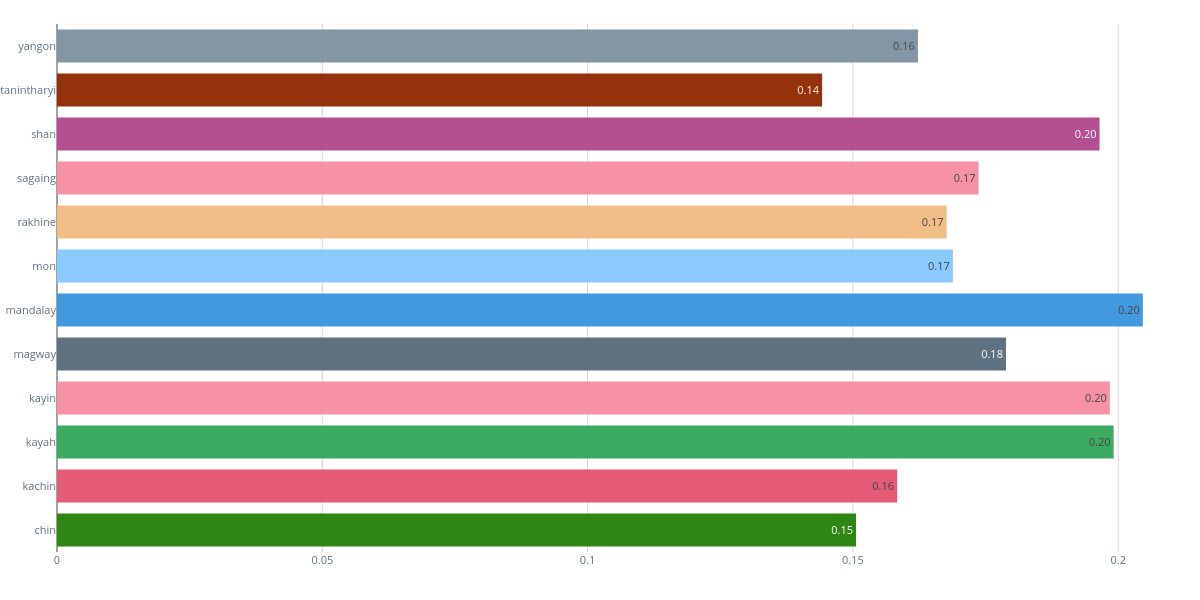 yangon 0.16
tanintharyi 0.14
shan 0.20
sagaing 0.17
rakhine 0.17
mon 0.17
mandalay 0.20
magway 0.18
kayin 0.20
kayah 0.20
kachin 0.16
chin 0.15
0 0.05 0.1 0.15 0.2